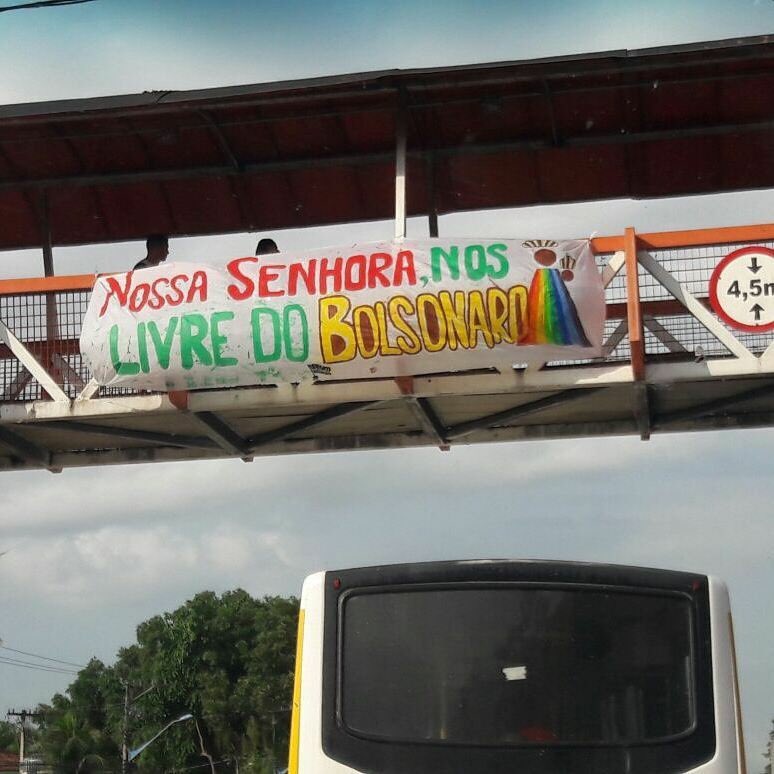 NOSSA SENHORA, NOS
LIVRE DO BOLSONARO
4,5m